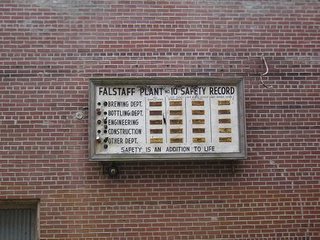 FALSTAFF PLANT No 10 SAFETY RECORD
BREWING DEPT.
BOTTLING DEPT.
ENGINEERING
CONSTRUCTION
OTHER DEPT.
SAFETY IS AN ADDITION TO LIFE